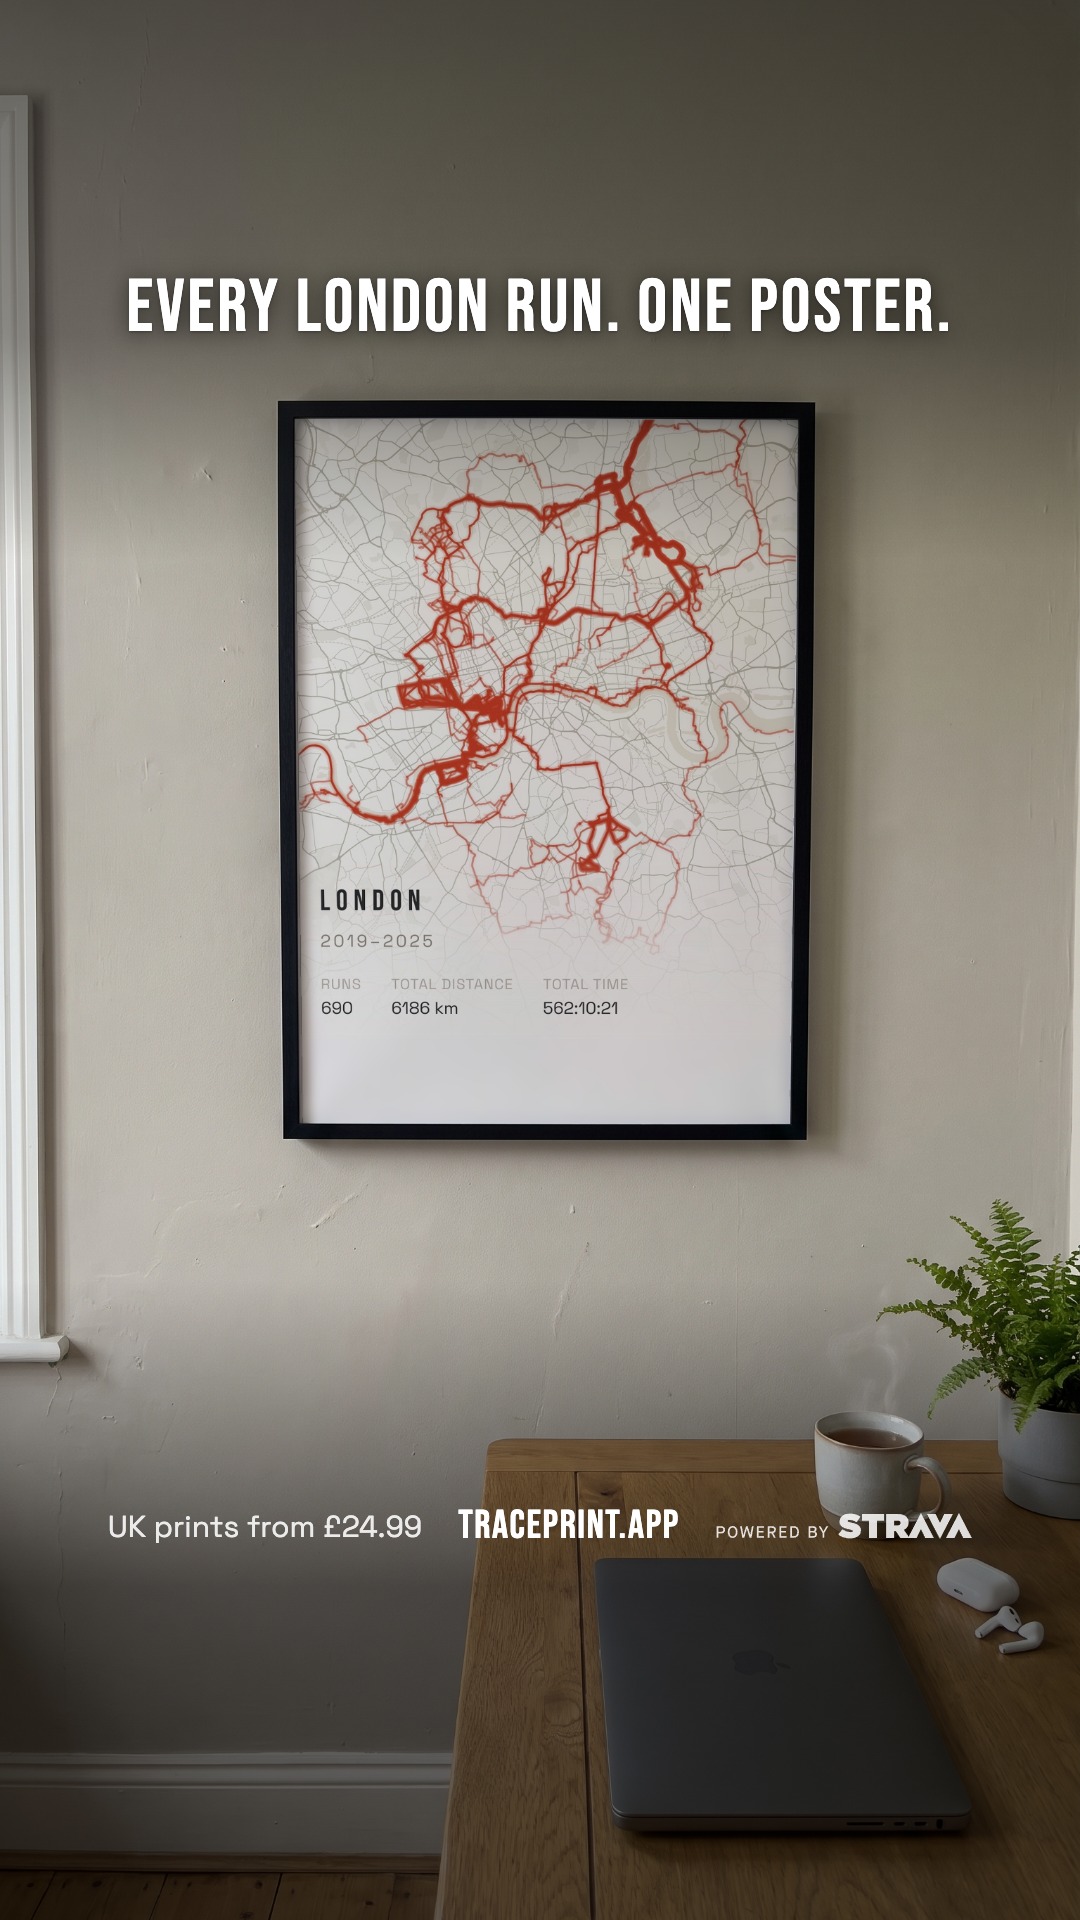 EVERY LONDON RUN. ONE POSTER.
LONDON
2019–2025
RUNS TOTAL DISTANCE TOTAL TIME
690 6186 km 562:10:21
UK prints from £24.99 TRACEPRINT.APP POWERED BY STRAVA